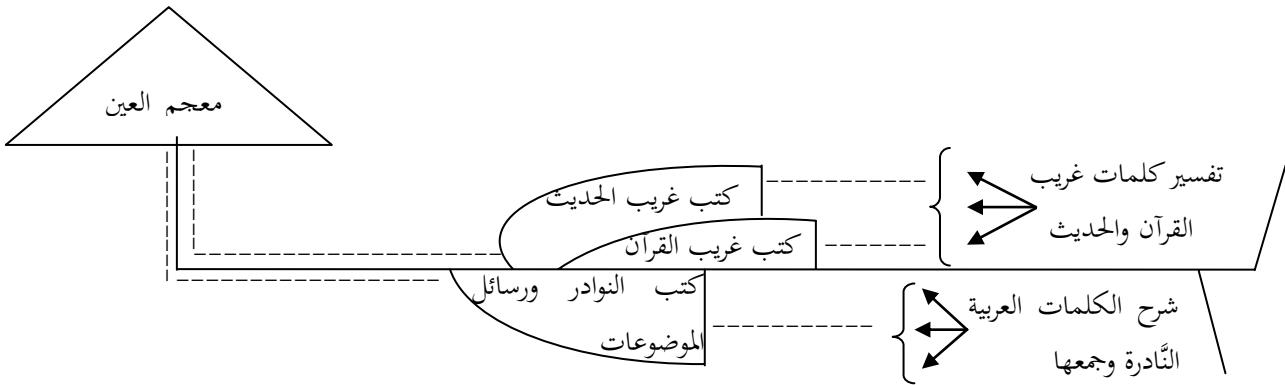 معجم العين
تفسير كلمات غريب
القرآن والحديث
كتب غريب الحديث
كتب غريب القرآن
شرح الكلمات العربية
النَّادرة وجمعها
كتب النوادر ورسائل
الموضوعات